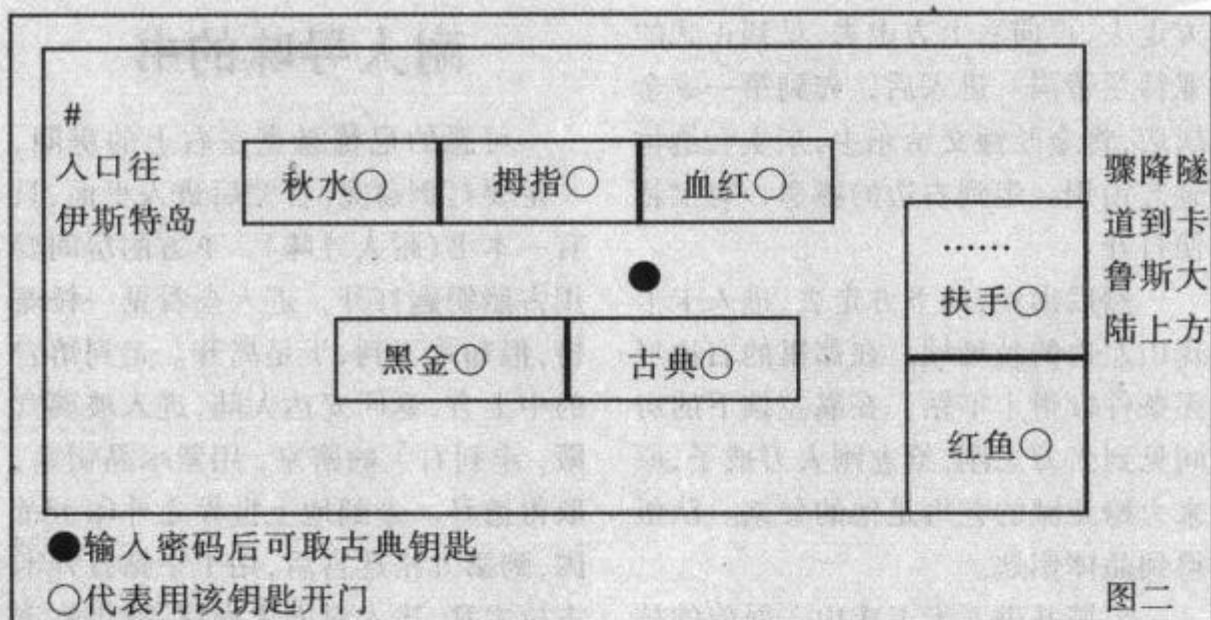 #
入口往
伊斯特岛
秋水○
拇指○
血红○
骤降隧
道到卡
鲁斯大
陆上方
……
扶手○
●
黑金○
古典○
红鱼○
●输入密码后可取古典钥匙
○代表用该钥匙开门
图二